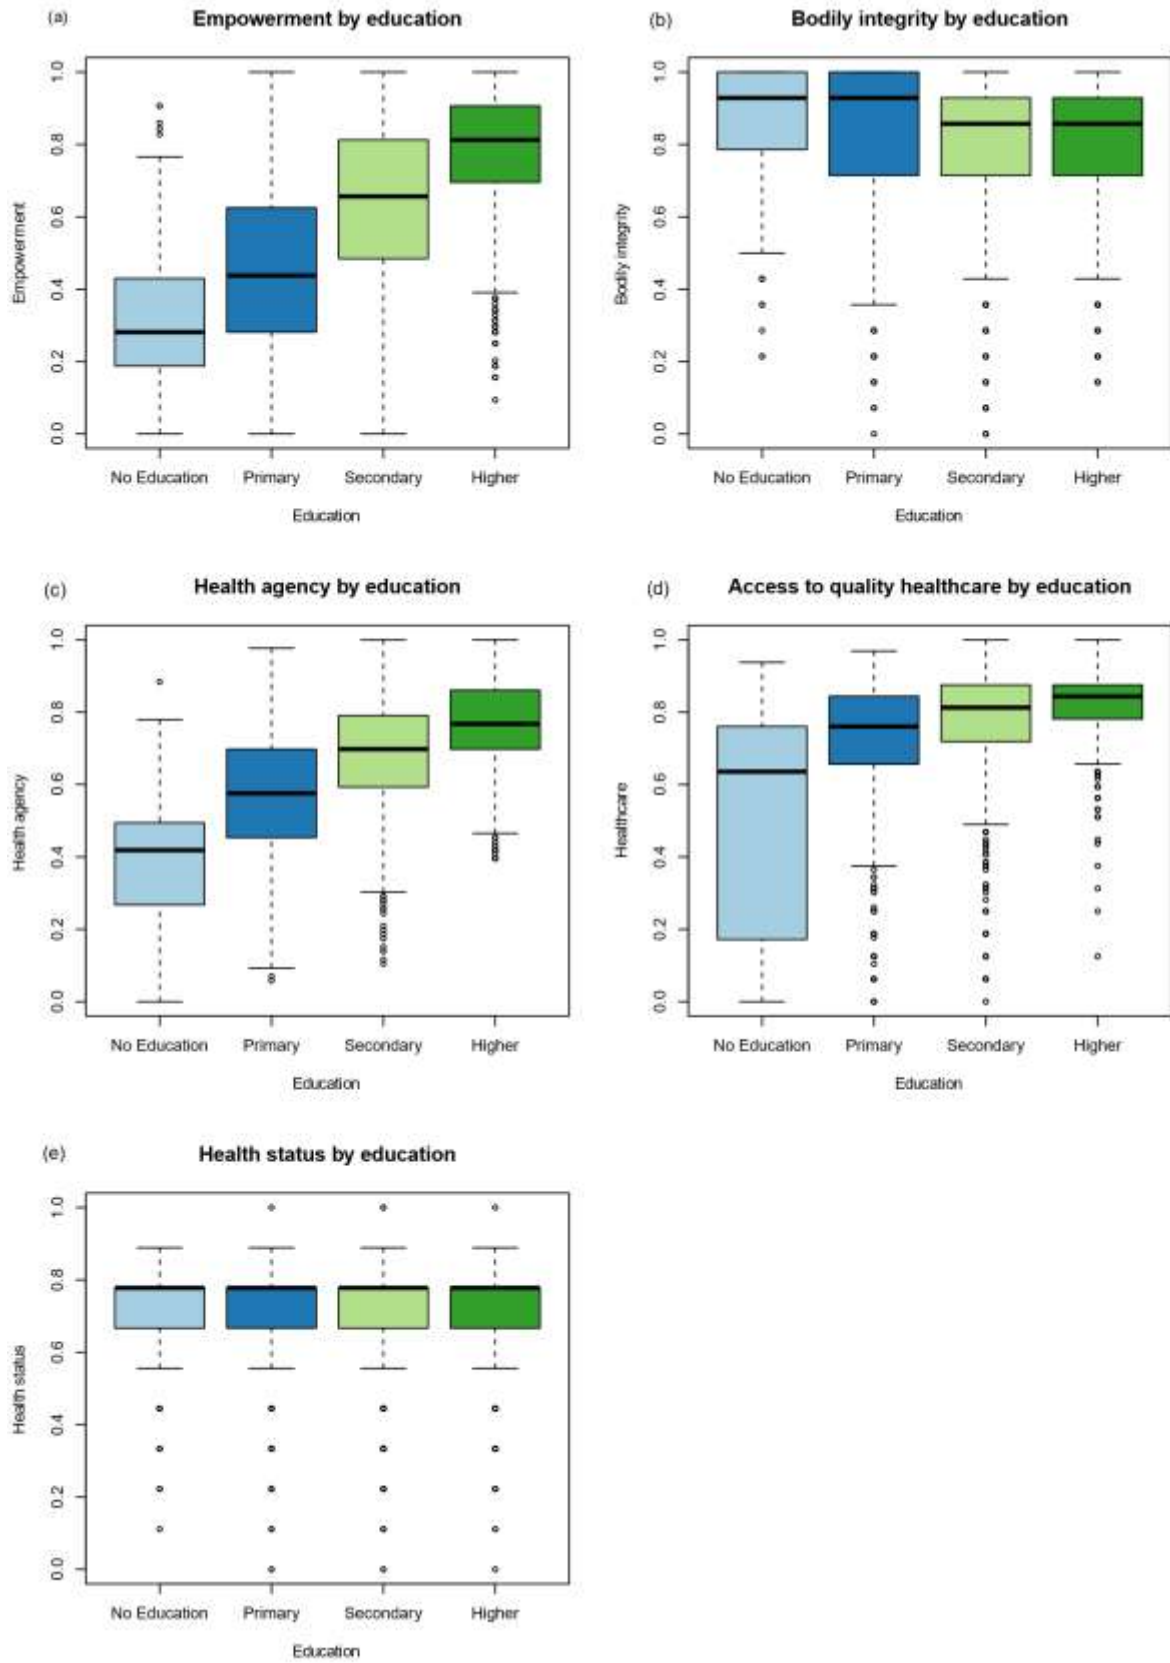 (a) Empowerment by education
Empowerment
1.0
0.8
0.6
0.4
0.2
0.0
No Education Primary Secondary Higher
Education
(b) Bodily integrity by education
Bodily integrity
1.0
0.8
0.6
0.4
0.2
0.0
No Education Primary Secondary Higher
Education
(c) Health agency by education
Health agency
1.0
0.8
0.6
0.4
0.2
0.0
No Education Primary Secondary Higher
Education
(d) Access to quality healthcare by education
Healthcare
1.0
0.8
0.6
0.4
0.2
0.0
No Education Primary Secondary Higher
Education
(e) Health status by education
Health status
1.0
0.8
0.6
0.4
0.2
0.0
No Education Primary Secondary Higher
Education